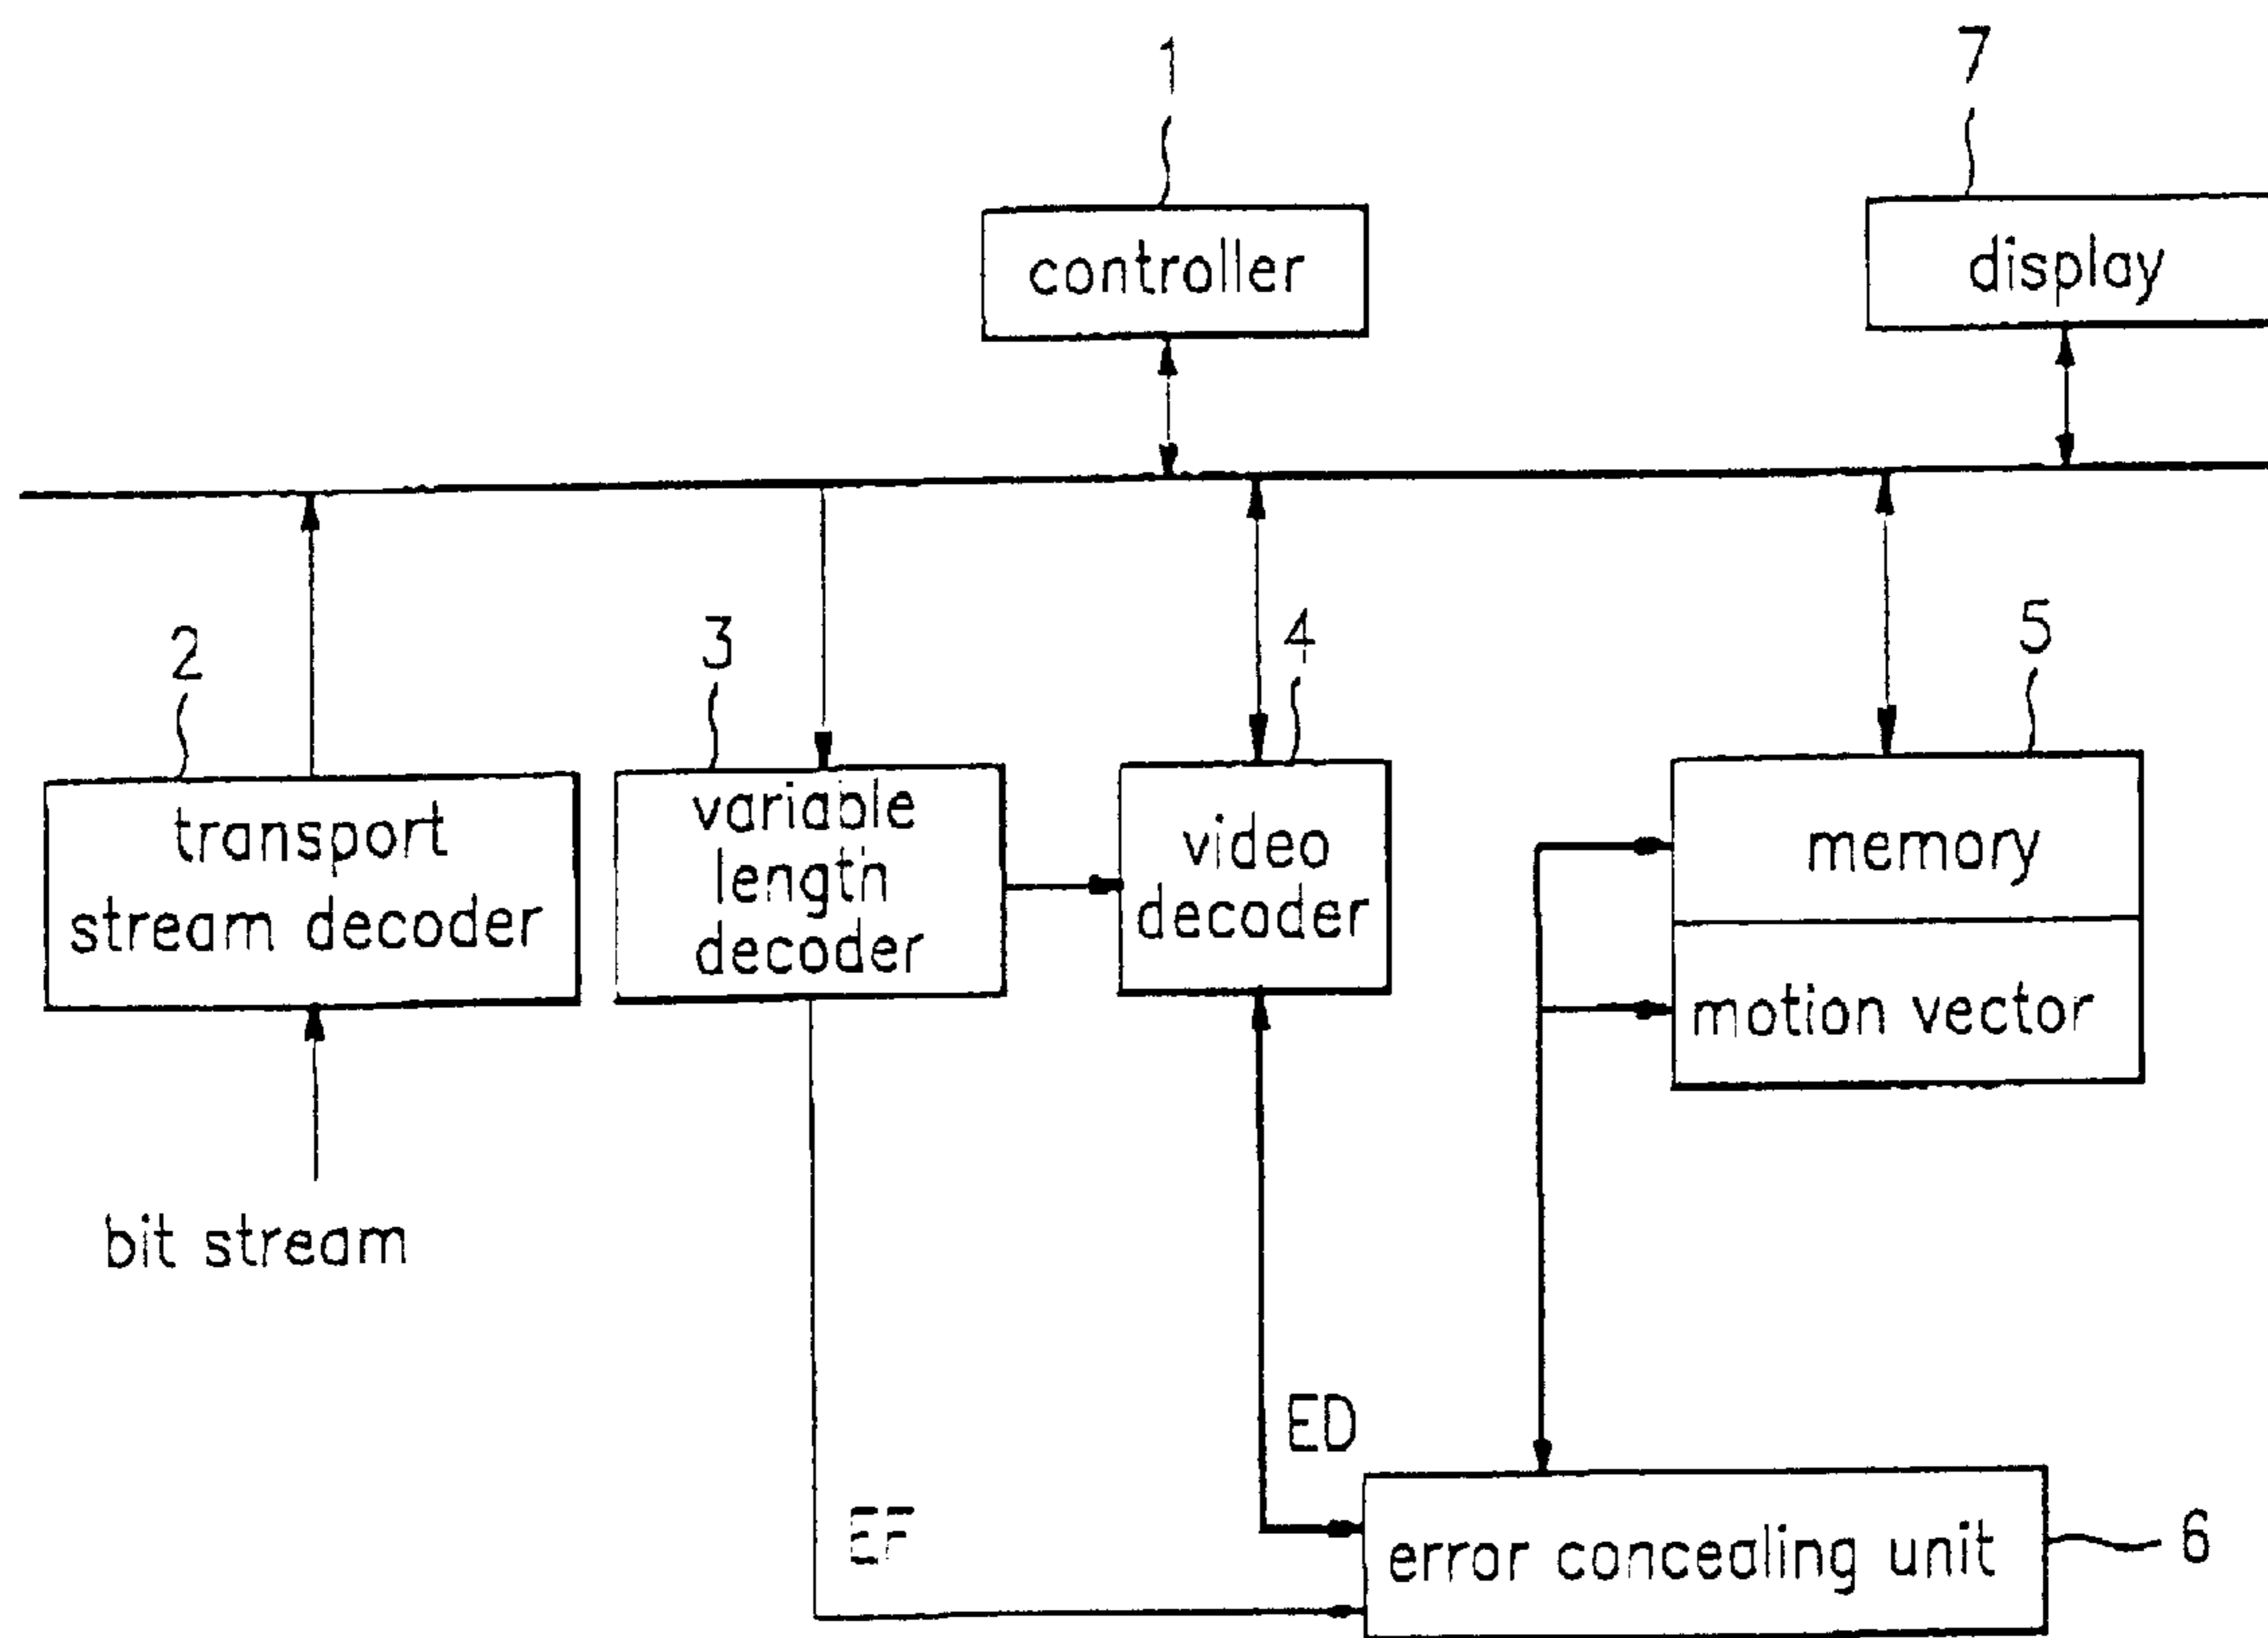 1
7
controller
display
2
3
4
5
transport
stream decoder
variable
length
decoder
video
decoder
memory
motion vector
bit stream
ED
EF
error concealing unit
6